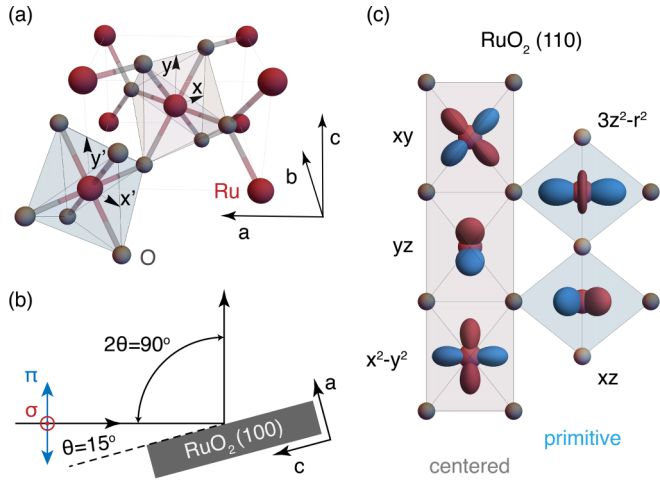 (a)
y
x
y'
x'
Ru
O
c
b
a
(b)
2θ=90°
π
σ
θ=15°
RuO₂(100)
a
c
(c)
RuO₂(110)
xy
3z²-r²
yz
x²-y²
xz
primitive
centered